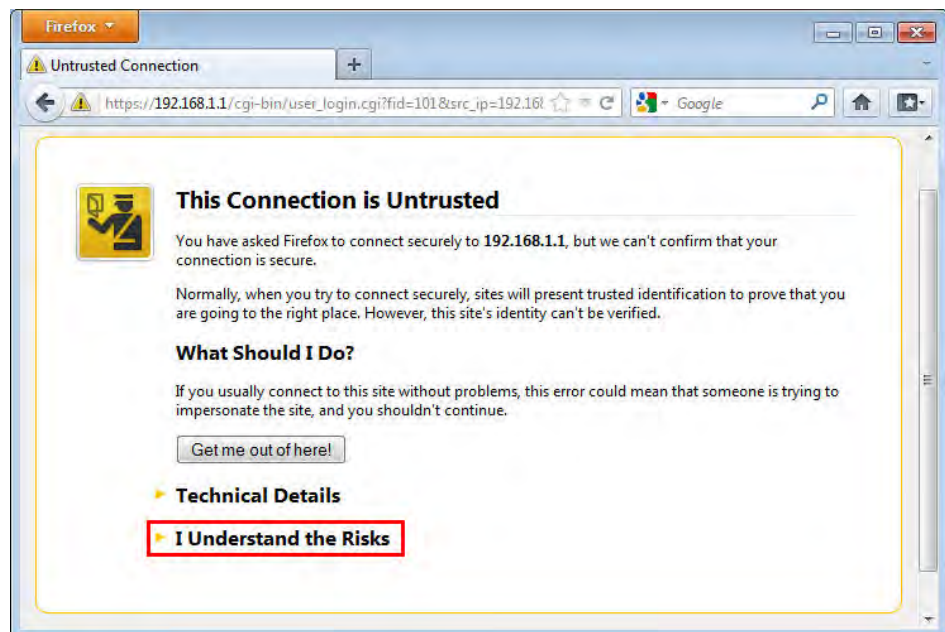 Firefox
Untrusted Connection
https://192.168.1.1/cgi-bin/user_login.cgi?fid=101&src_ip=192.16
Google
This Connection is Untrusted
You have asked Firefox to connect securely to 192.168.1.1, but we can't confirm that your
connection is secure.
Normally, when you try to connect securely, sites will present trusted identification to prove that you
are going to the right place. However, this site's identity can't be verified.
What Should I Do?
If you usually connect to this site without problems, this error could mean that someone is trying to
impersonate the site, and you shouldn't continue.
Get me out of here!
Technical Details
I Understand the Risks